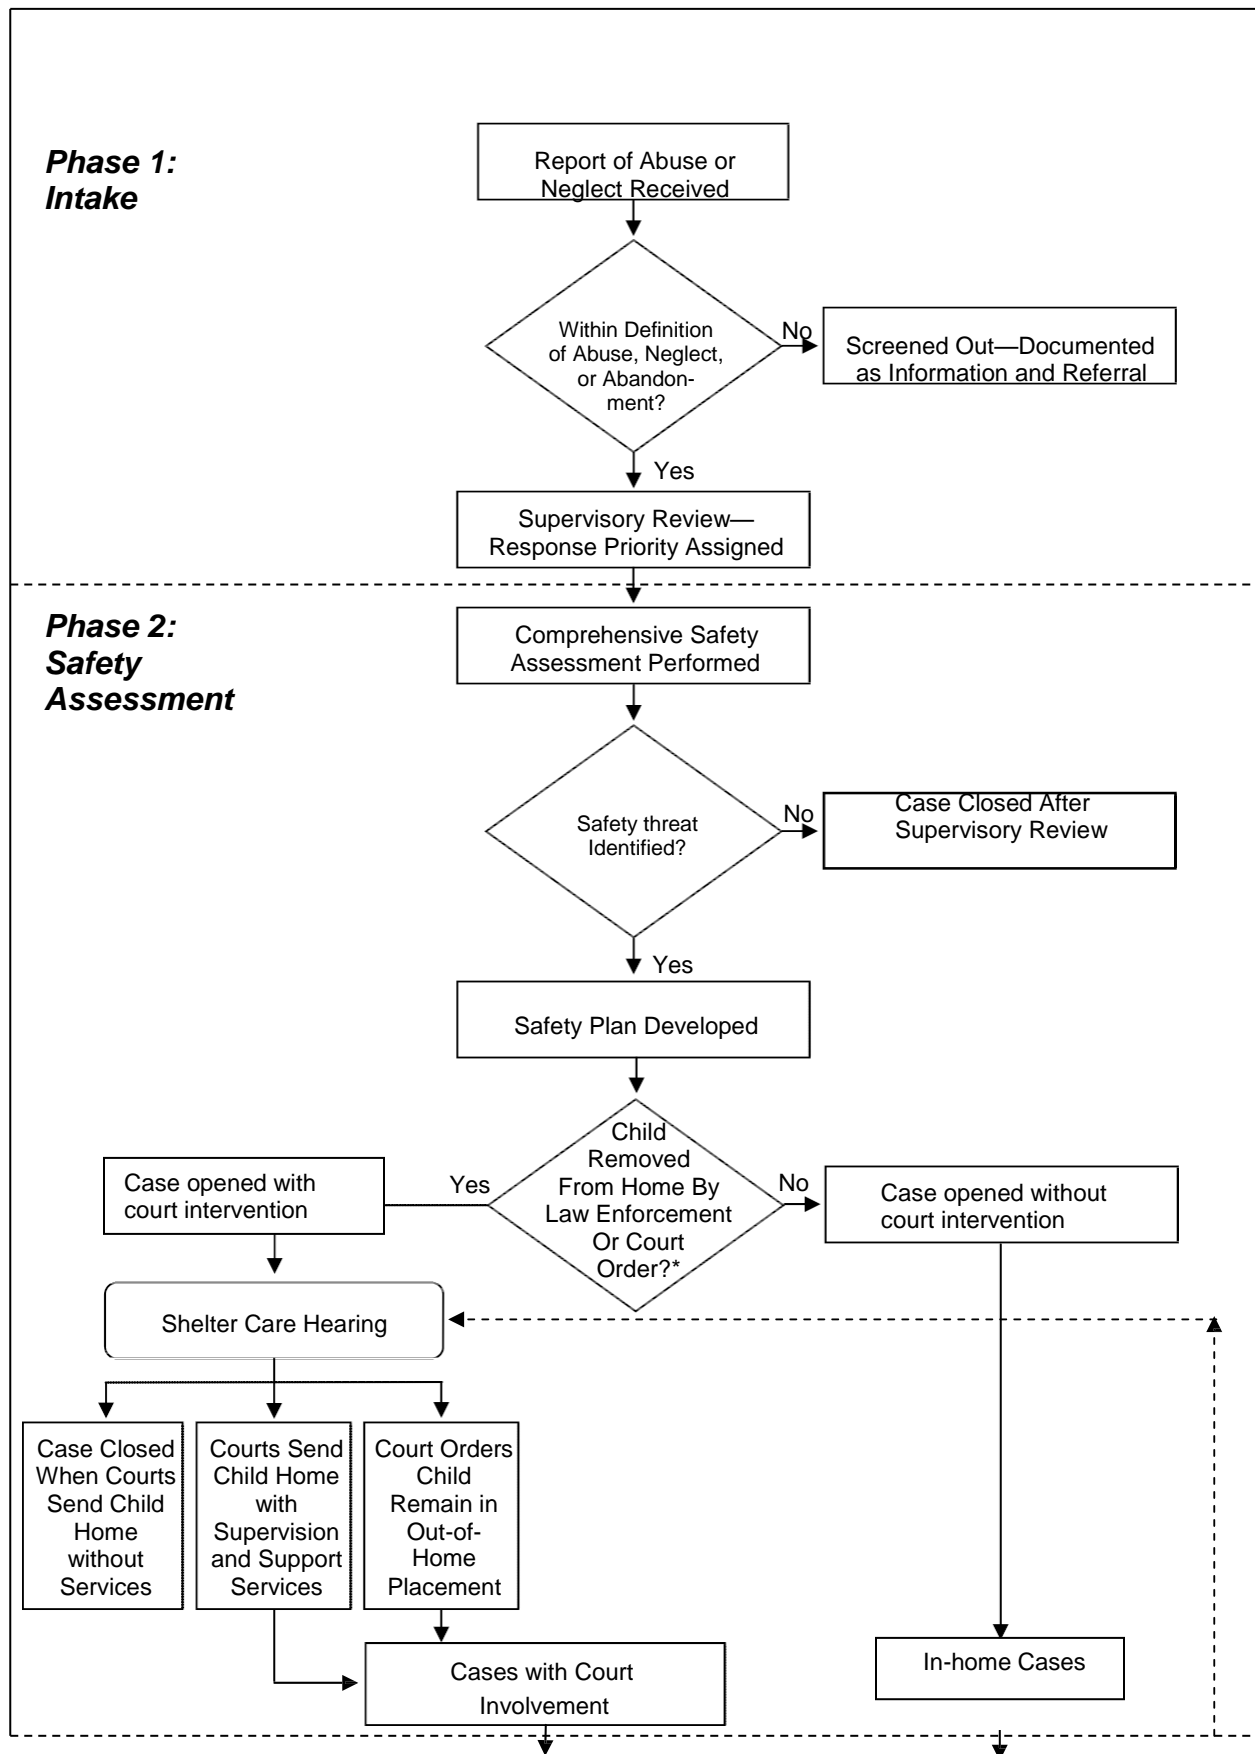 Phase 1:
Intake
Report of Abuse or
Neglect Received
Within Definition
of Abuse, Neglect,
or Abandon-
ment?
No
Screened Out—Documented
as Information and Referral
Yes
Supervisory Review—
Response Priority Assigned
Phase 2:
Safety
Assessment
Comprehensive Safety
Assessment Performed
Safety threat
Identified?
No
Case Closed After
Supervisory Review
Yes
Safety Plan Developed
Child
Removed
From Home By
Law Enforcement
Or Court
Order?*
Yes
Case opened with
court intervention
No
Case opened without
court intervention
Shelter Care Hearing
Case Closed
When Courts
Send Child
Home
without
Services
Courts Send
Child Home
with
Supervision
and Support
Services
Court Orders
Child
Remain in
Out-of-
Home
Placement
Cases with Court
Involvement
In-home Cases